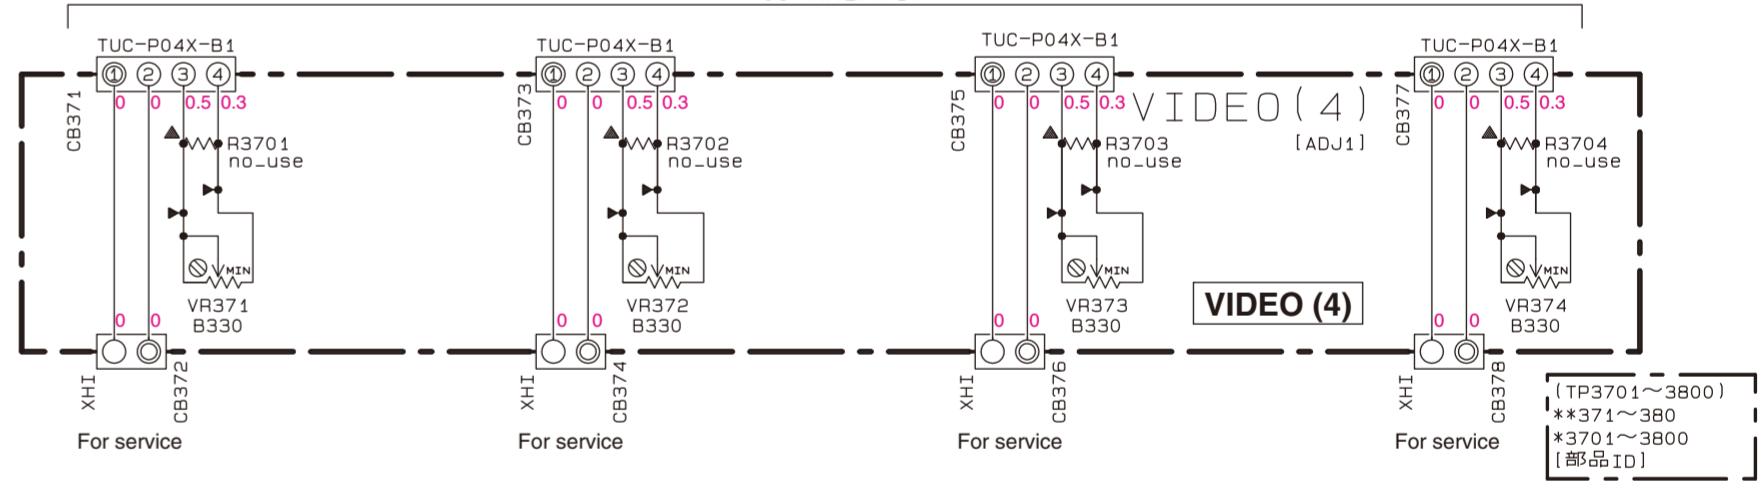 TUC-P04X-B1 TUC-P04X-B1 TUC-P04X-B1 TUC-P04X-B1
1 2 3 4 1 2 3 4 1 2 3 4 1 2 3 4
CB371 CB373 CB375 CB377
0 0 0.5 0.3 0 0 0.5 0.3 0 0 0.5 0.3 0 0 0.5 0.3
VIDEO(4)
[ADJ1]
R3701 R3702 R3703 R3704
no_use no_use no_use no_use
MIN MIN MIN MIN
VR371 VR372 VR373 VR374
B330 B330 B330 B330
VIDEO (4)
0 0 0 0 0 0 0 0
XHI CB372 XHI CB374 XHI CB376 XHI CB378
For service For service For service For service
(TP3701~3800)
**371~380
*3701~3800
[部品ID]